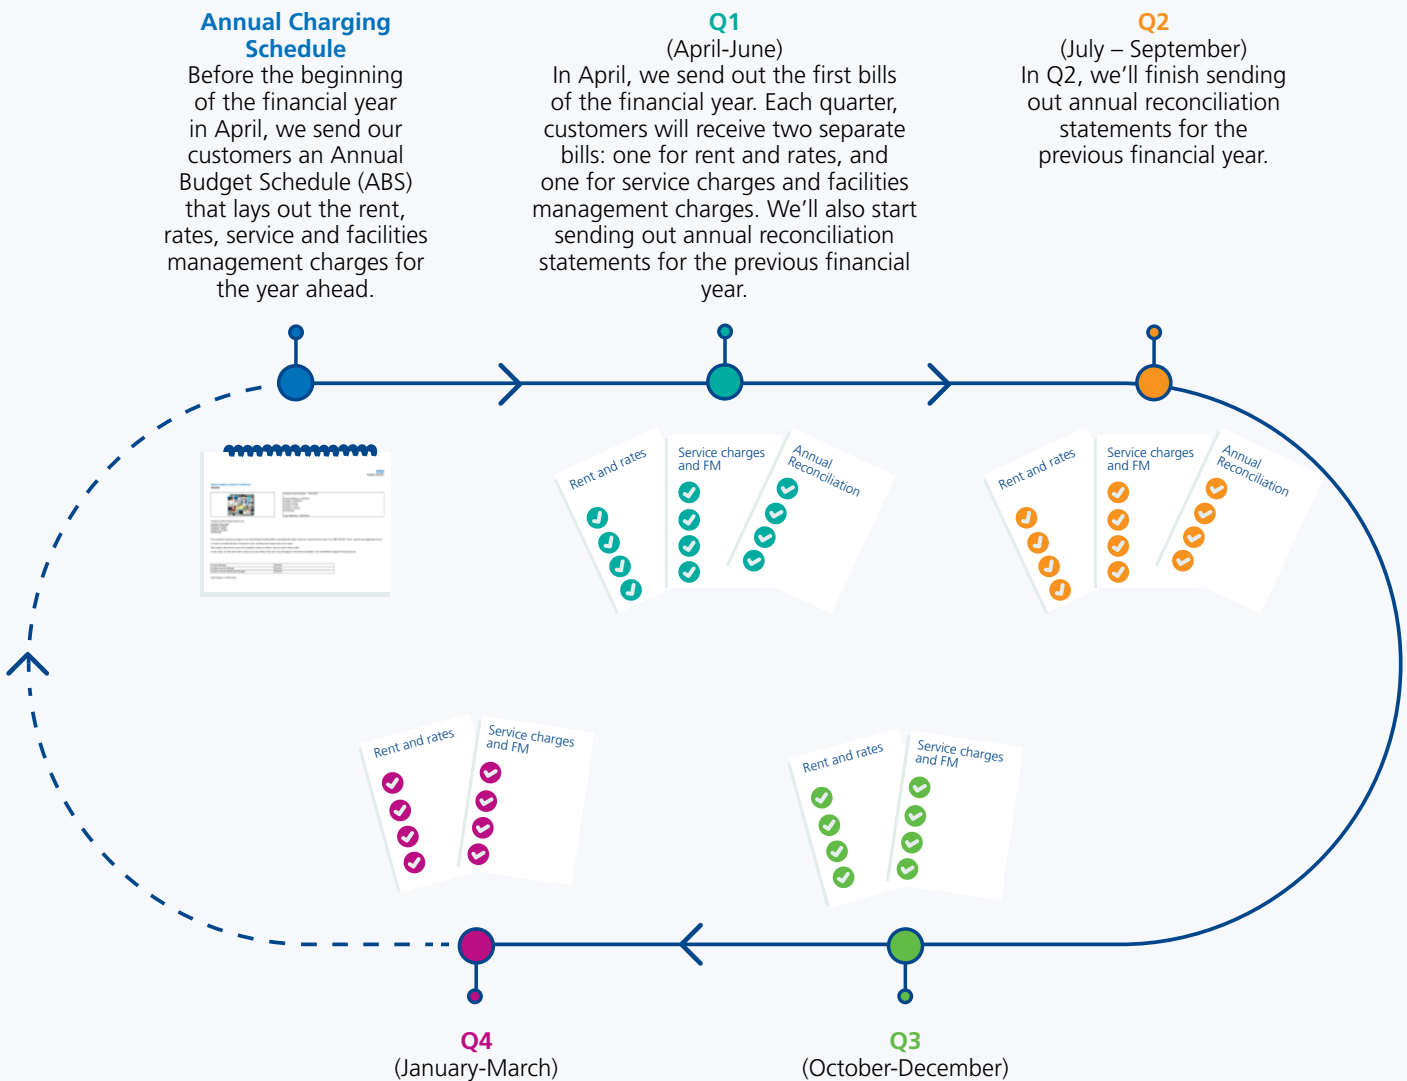 Annual Charging
Schedule
Before the beginning
of the financial year
in April, we send our
customers an Annual
Budget Schedule (ABS)
that lays out the rent,
rates, service and facilities
management charges for
the year ahead.
Q1
(April-June)
In April, we send out the first bills
of the financial year. Each quarter,
customers will receive two separate
bills: one for rent and rates, and
one for service charges and facilities
management charges. We’ll also start
sending out annual reconciliation
statements for the previous financial
year.
Q2
(July – September)
In Q2, we’ll finish sending
out annual reconciliation
statements for the
previous financial year.
Rent and rates
Service charges
and FM
Annual
Reconciliation
Rent and rates
Service charges
and FM
Annual
Reconciliation
Rent and rates
Service charges
and FM
Rent and rates
Service charges
and FM
Q4
(January-March)
Q3
(October-December)